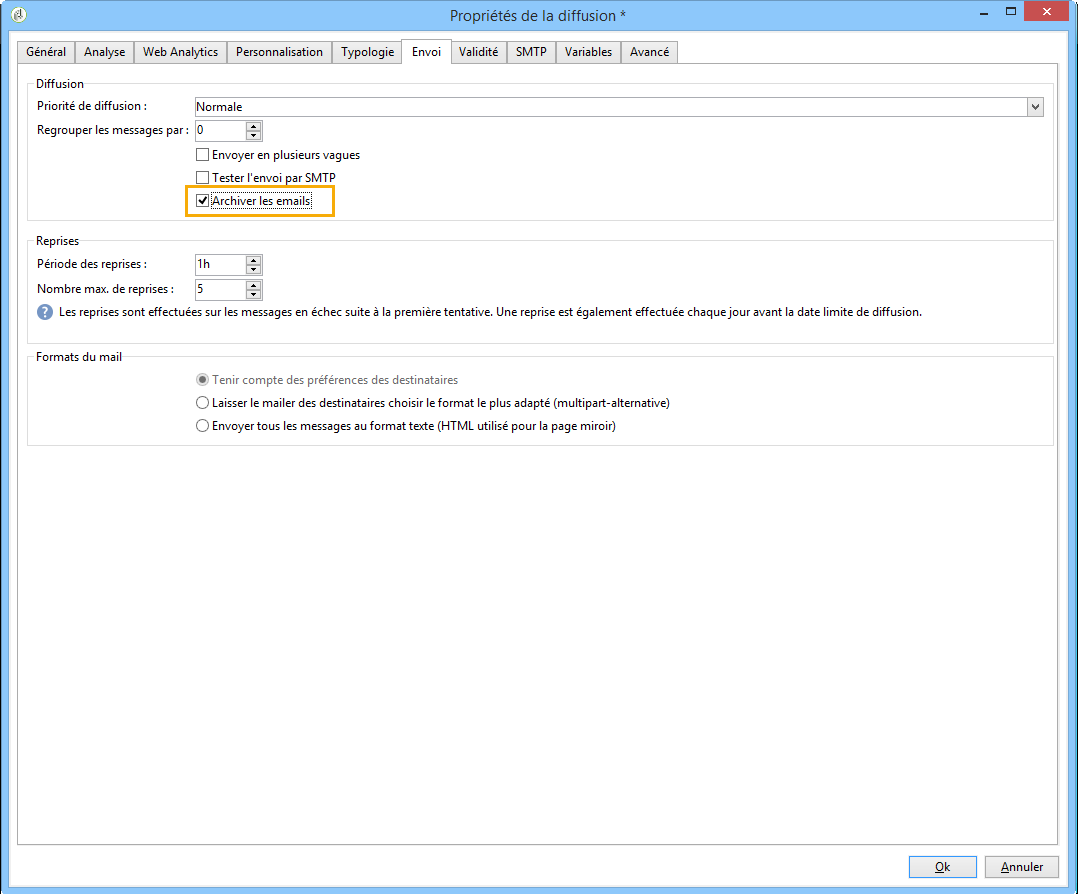 Propriétés de la diffusion *
Général Analyse Web Analytics Personnalisation Typologie Envoi Validité SMTP Variables Avancé
Diffusion
Priorité de diffusion : Normale
Regrouper les messages par : 0
Envoyer en plusieurs vagues
Tester l'envoi par SMTP
Archiver les emails
Reprises
Période des reprises : 1h
Nombre max. de reprises : 5
? Les reprises sont effectuées sur les messages en échec suite à la première tentative. Une reprise est également effectuée chaque jour avant la date limite de diffusion.
Formats du mail
Tenir compte des préférences des destinataires
Laisser le mailer des destinataires choisir le format le plus adapté (multipart-alternative)
Envoyer tous les messages au format texte (HTML utilisé pour la page miroir)
Ok Annuler